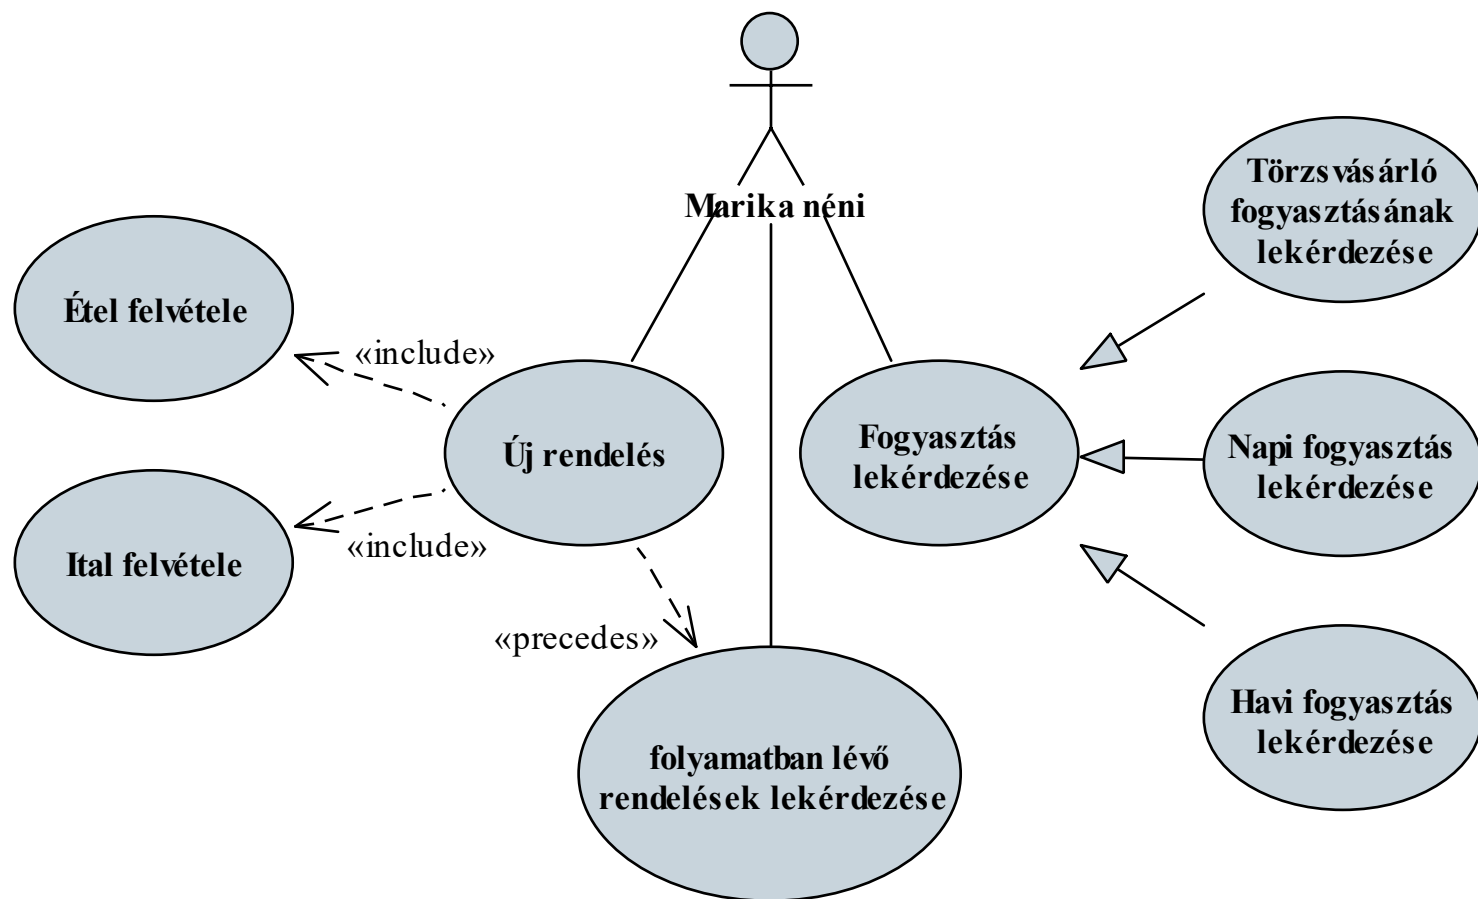 Marika néni
Törzsvásárló
fogyasztásának
lekérdezése
Étel felvétele
«include»
Új rendelés
Fogyasztás
lekérdezése
Napi fogyasztás
lekérdezése
Ital felvétele
«include»
«precedes»
Havi fogyasztás
lekérdezése
folyamatban lévő
rendelések lekérdezése